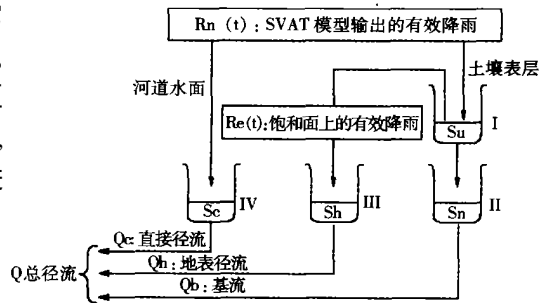 Rn (t): SVAT 模型输出的有效降雨
河道水面
土壤表层
Re(t):饱和面上的有效降雨
Su
I
Sc
IV
Sh
III
Sn
II
Qc: 直接径流
Qh : 地表径流
Qb : 基流
Q总径流